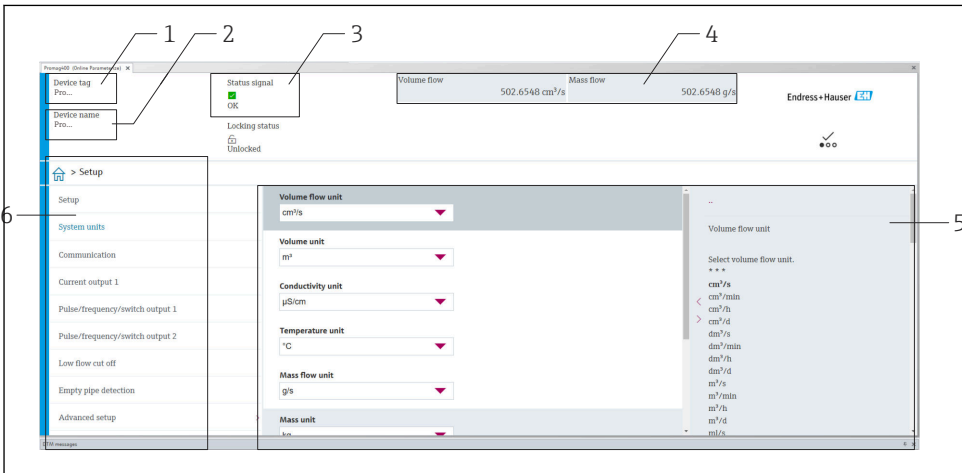 1
2
3
4
Promag400 (Online Parameterize) X
Device tag
Pro...
Device name
Pro...
Status signal
OK
Locking status
Unlocked
Volume flow
502.6548 cm³/s
Mass flow
502.6548 g/s
Endress+Hauser EH
> Setup
6
Setup
System units
Communication
Current output 1
Pulse/frequency/switch output 1
Pulse/frequency/switch output 2
Low flow cut off
Empty pipe detection
Advanced setup
Volume flow unit
cm³/s
Volume unit
m³
Conductivity unit
µS/cm
Temperature unit
°C
Mass flow unit
g/s
Mass unit
kg
5
..
Volume flow unit
Select volume flow unit.
* * *
cm³/s
cm³/min
cm³/h
cm³/d
dm³/s
dm³/min
dm³/h
dm³/d
m³/s
m³/min
m³/h
m³/d
ml/s
DTM messages